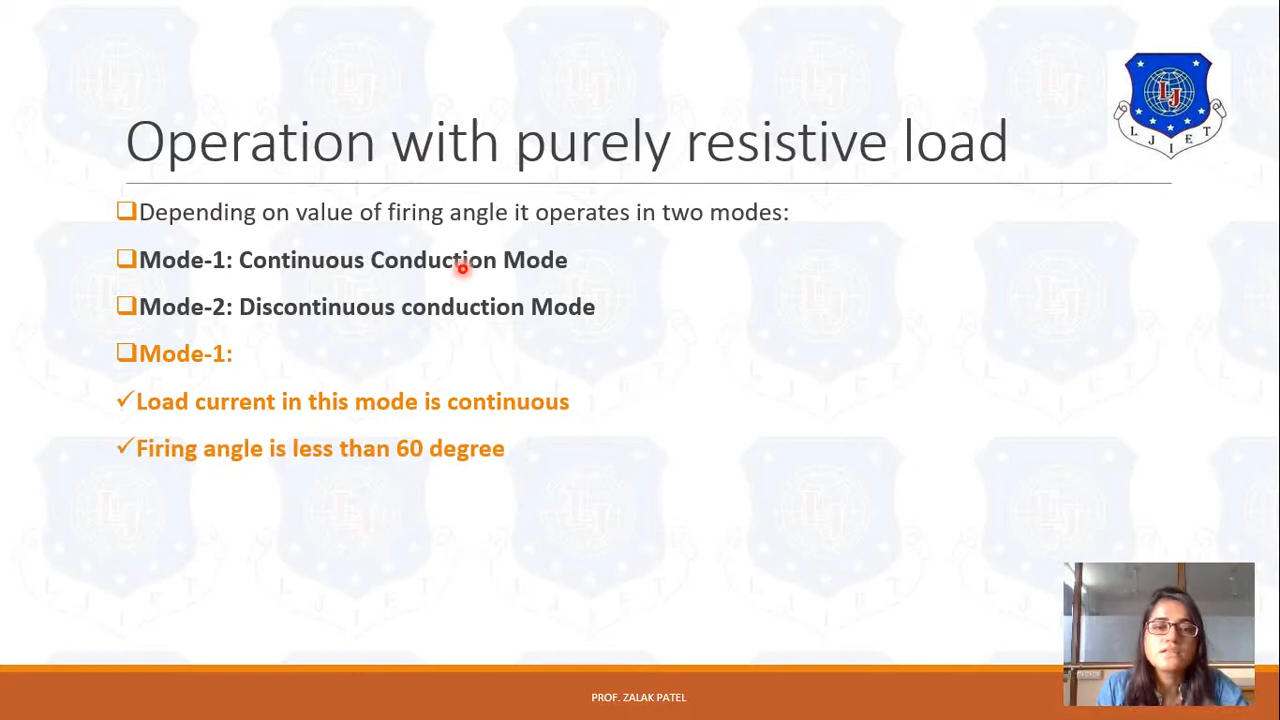 Operation with purely resistive load
LJ
L J I E T
Depending on value of firing angle it operates in two modes:
Mode-1: Continuous Conduction Mode
Mode-2: Discontinuous conduction Mode
Mode-1:
Load current in this mode is continuous
Firing angle is less than 60 degree
PROF. ZALAK PATEL